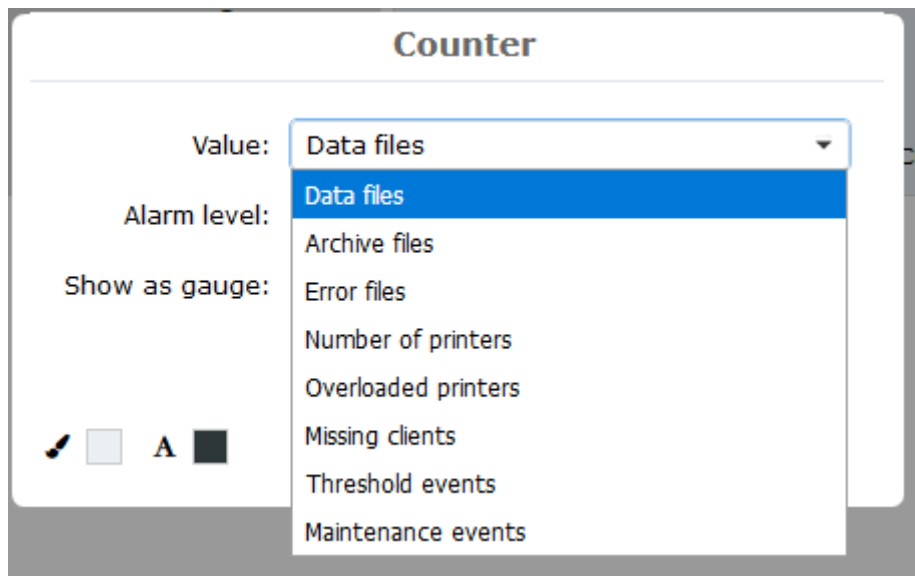 Counter
Value: Data files
Data files
Alarm level:
Archive files
Show as gauge:
Error files
Number of printers
Overloaded printers
Missing clients
A
Threshold events
Maintenance events